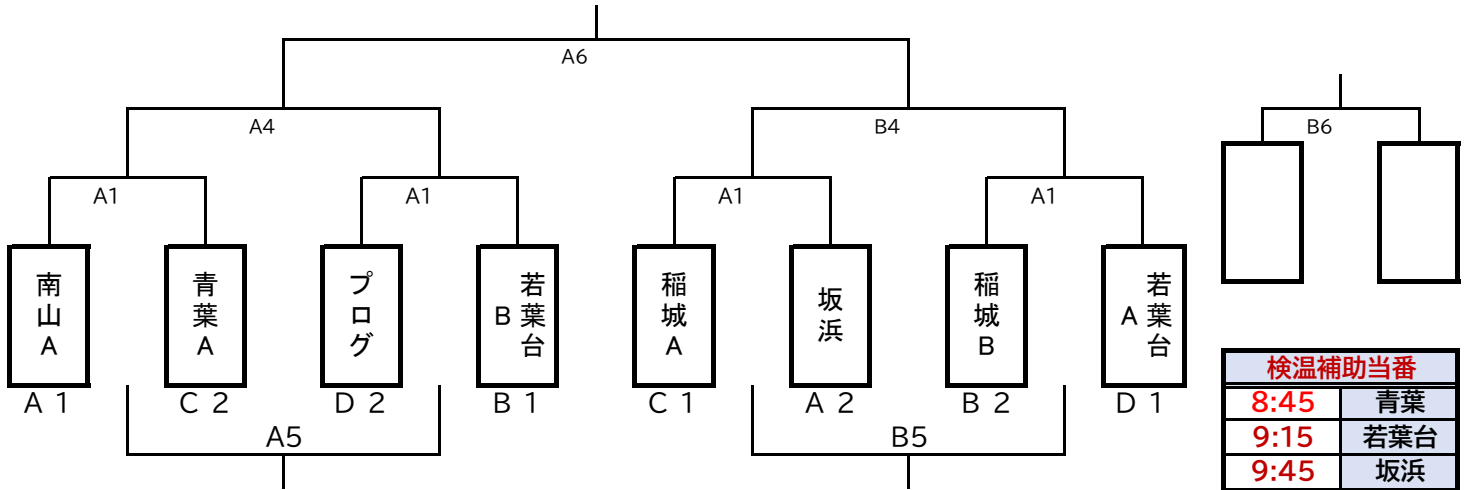 A6
A4
B4
B6
A1
A1
A1
A1
南山A
青葉A
プログ
若葉台B
稲城A
坂浜
稲城B
若葉台A
A 1
C 2
D 2
B 1
C 1
A 2
B 2
D 1
A5
B5
検温補助当番
8:45 青葉
9:15 若葉台
9:45 坂浜